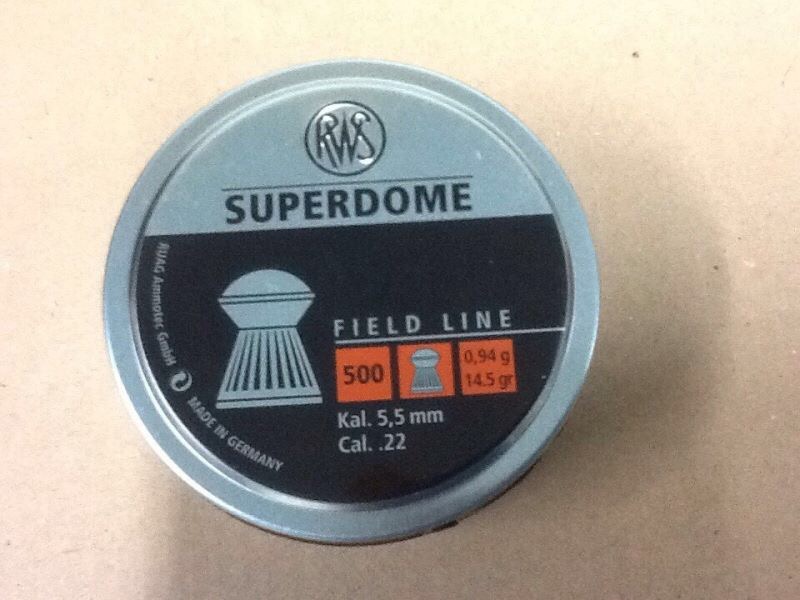 RWS
SUPERDOME
FIELD LINE
500
0,94 g
14.5 gr
Kal. 5,5 mm
Cal. .22
RUAG Ammotec GmbH
MADE IN GERMANY